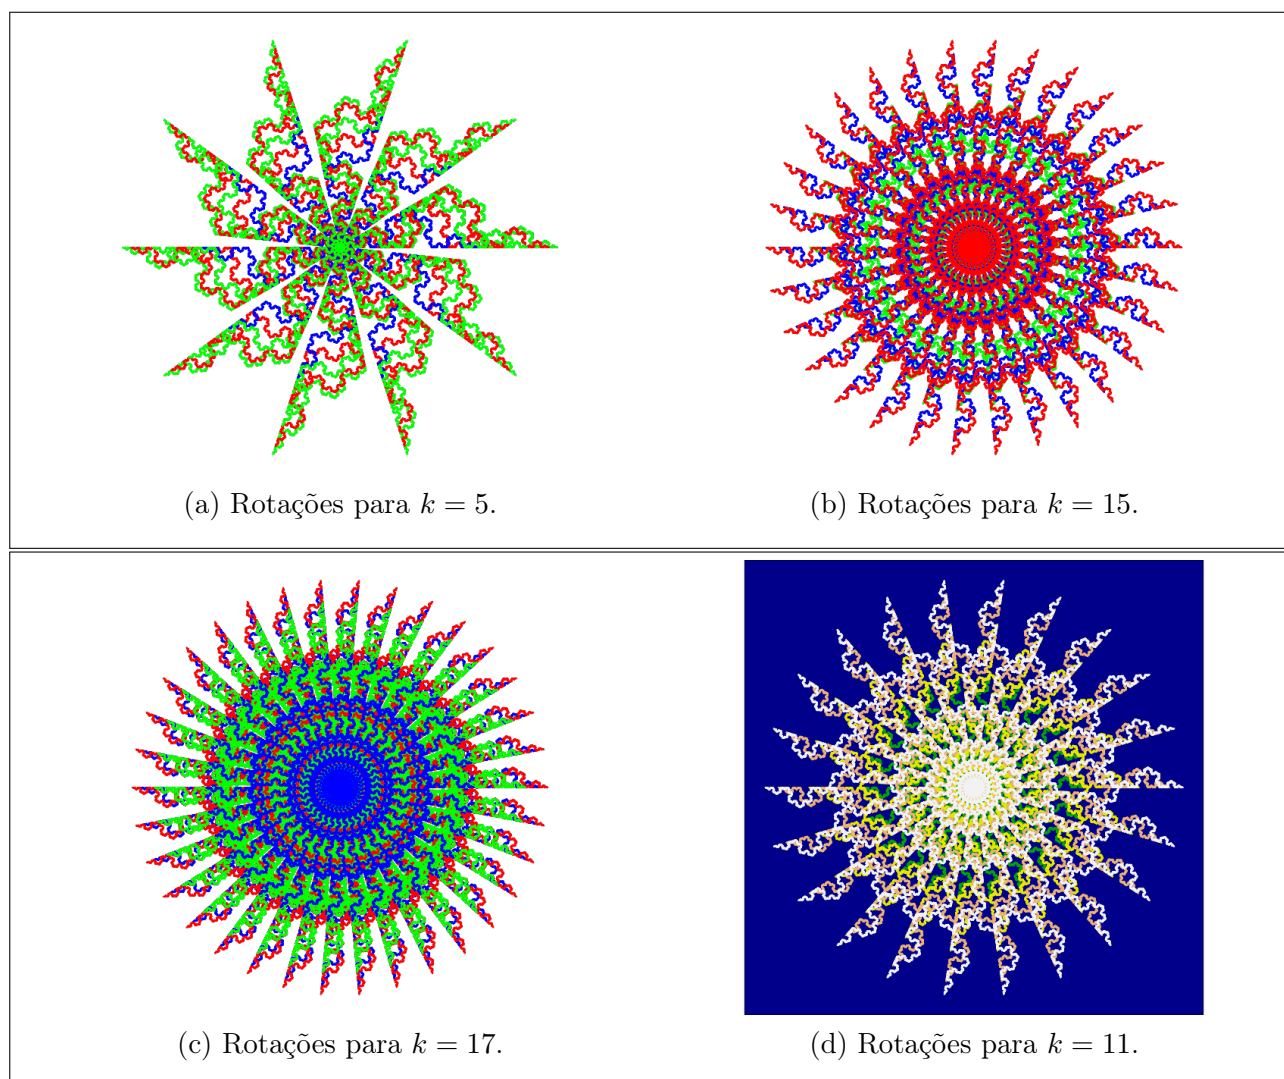 (a) Rotações para k = 5.
(b) Rotações para k = 15.
(c) Rotações para k = 17.
(d) Rotações para k = 11.